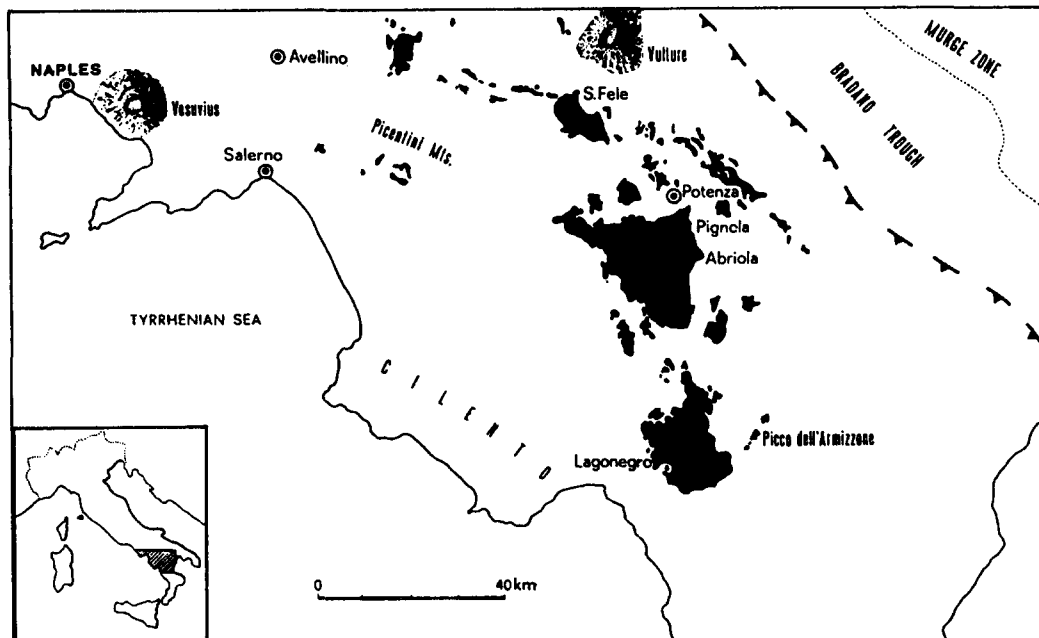 NAPLES
Vesuvius
Avellino
Vulture
MURGE ZONE
BRADANO TROUGH
S.Fele
Picentini Mts.
Salerno
Potenza
Pignola
Abriola
TYRRHENIAN SEA
CILENTO
Picco dell'Armizzone
Lagonegro
0 40km